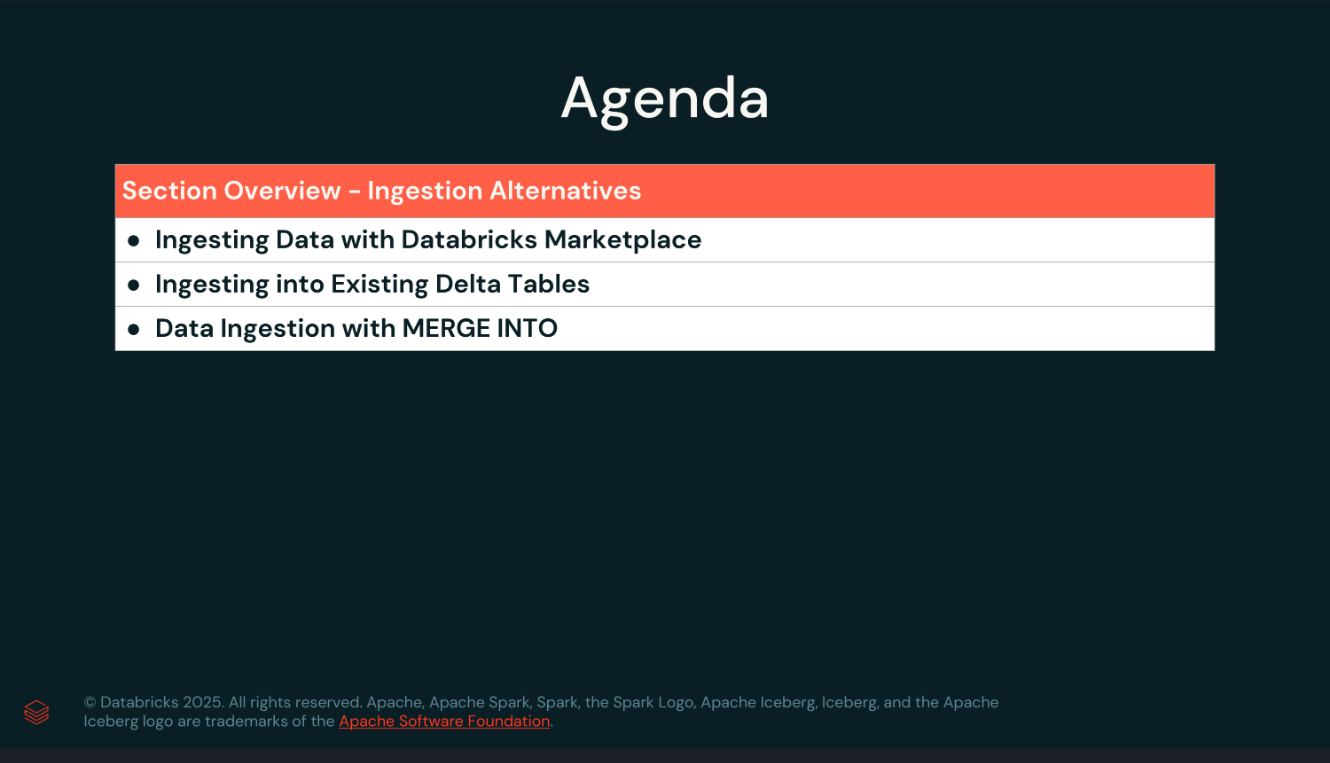 Agenda
Section Overview - Ingestion Alternatives
● Ingesting Data with Databricks Marketplace
● Ingesting into Existing Delta Tables
● Data Ingestion with MERGE INTO
© Databricks 2025. All rights reserved. Apache, Apache Spark, Spark, the Spark Logo, Apache Iceberg, Iceberg, and the Apache
Iceberg logo are trademarks of the Apache Software Foundation.